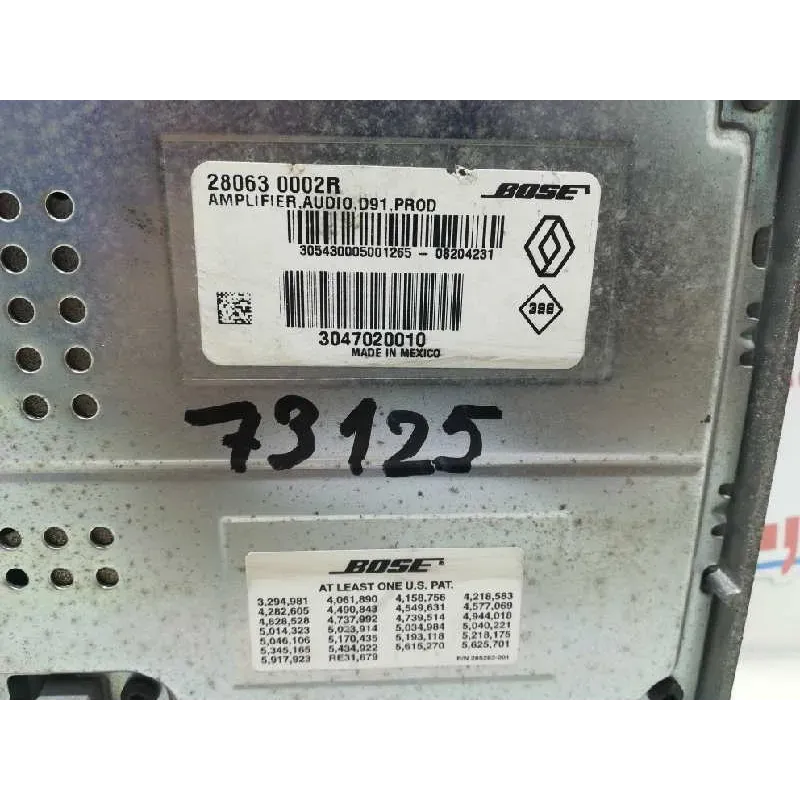 28063 0002R
BOSE
AMPLIFIER,AUDIO,D91,PROD
305430005001265 - 08204231
398
3047020010
MADE IN MEXICO
73125
BOSE
AT LEAST ONE U.S. PAT.
3,294,981 4,061,890 4,158,756 4,218,583
4,282,605 4,490,843 4,549,631 4,577,069
4,628,528 4,737,992 4,739,514 4,944,018
5,014,323 5,023,914 5,034,984 5,040,221
5,046,106 5,170,435 5,193,118 5,218,175
5,345,165 5,434,922 5,615,270 5,625,701
5,917,923 RE31,679